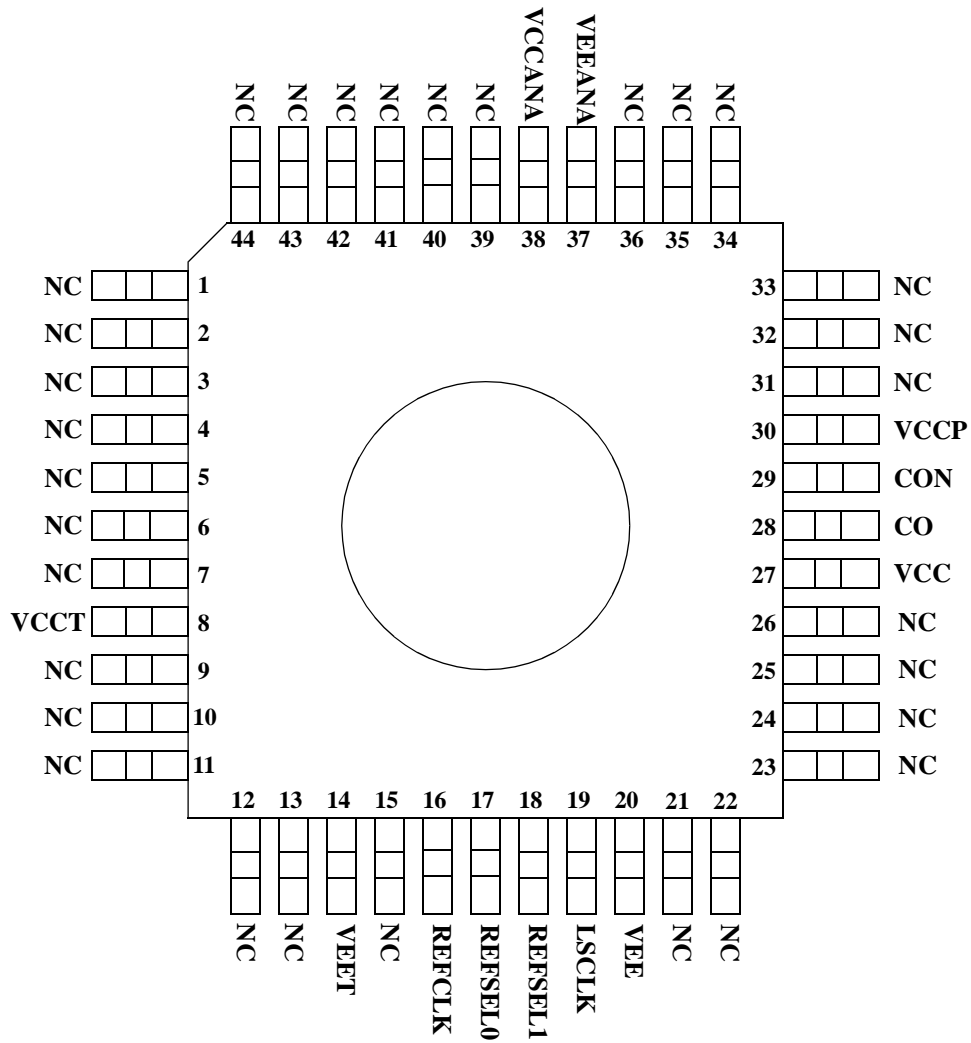 NC NC NC NC NC NC VCCANA VEEANA NC NC NC
44 43 42 41 40 39 38 37 36 35 34
NC 1 33 NC
NC 2 32 NC
NC 3 31 NC
NC 4 30 VCCP
NC 5 29 CON
NC 6 28 CO
NC 7 27 VCC
VCCT 8 26 NC
NC 9 25 NC
NC 10 24 NC
NC 11 23 NC
12 13 14 15 16 17 18 19 20 21 22
NC NC VEET NC REFCLK REFSEL0 REFSEL1 LSCLK VEE NC NC